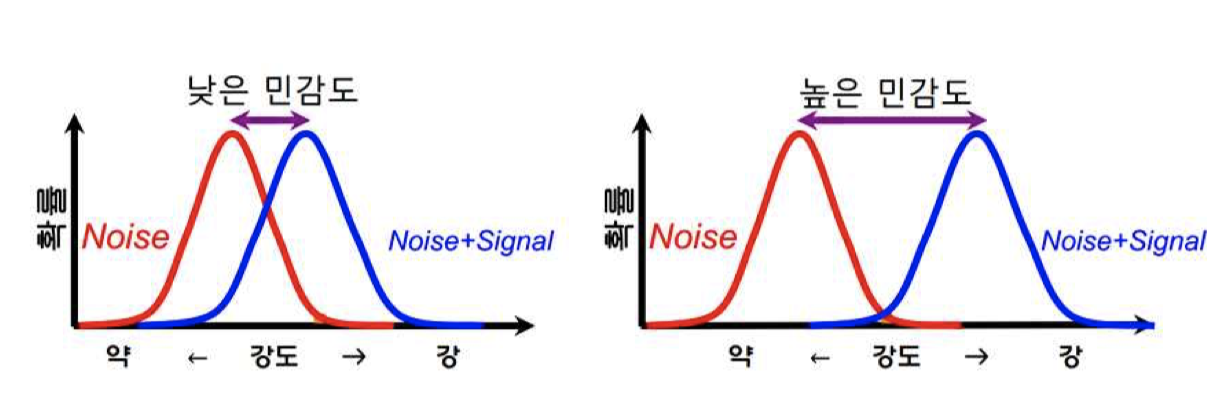 낮은 민감도
확률
Noise
Noise+Signal
약 ← 강도 → 강
높은 민감도
확률
Noise
Noise+Signal
약 ← 강도 → 강